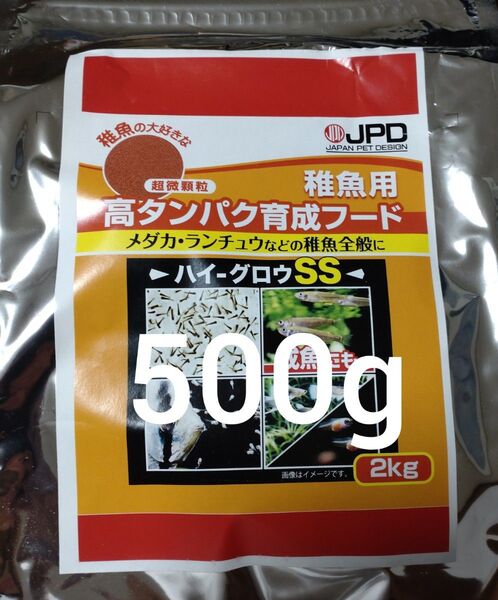 稚魚の大好きな
超微顆粒
JPD
JAPAN PET DESIGN
稚魚用
高タンパク育成フード
メダカ・ランチュウなどの稚魚全般に
ハイーグロウSS
500g
画像はイメージです。
2kg